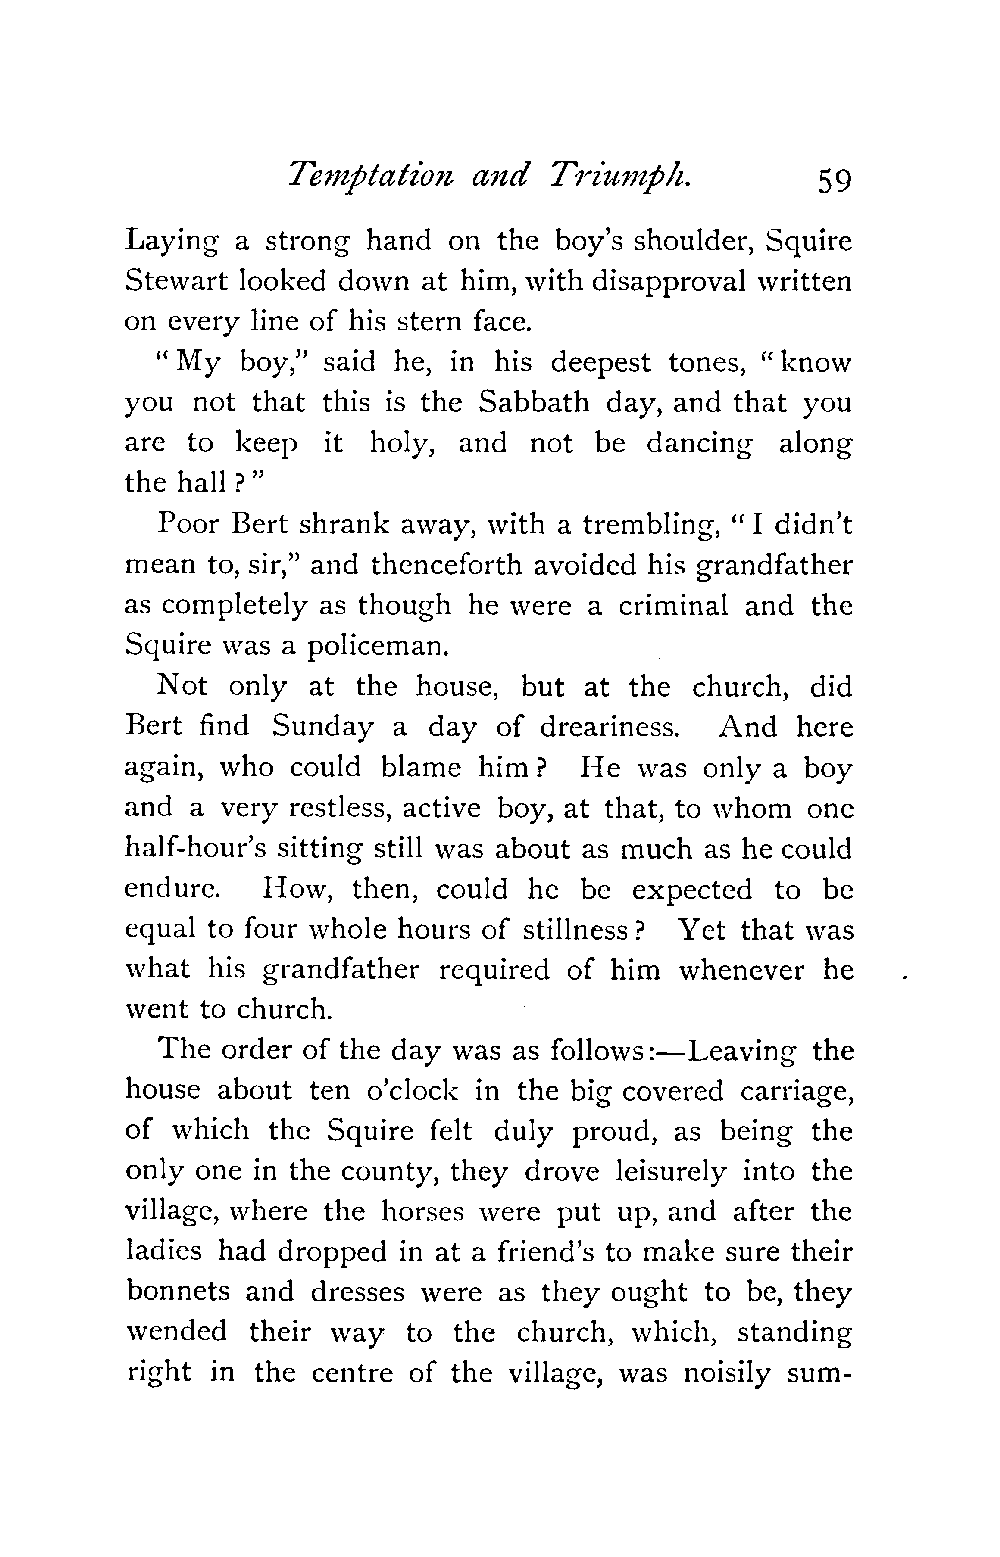 Temptation and Triumph. 59
Laying a strong hand on the boy's shoulder, Squire
Stewart looked down at him, with disapproval written
on every line of his stern face.
" My boy," said he, in his deepest tones, " know
you not that this is the Sabbath day, and that you
are to keep it holy, and not be dancing along
the hall ? "
Poor Bert shrank away, with a trembling, " I didn't
mean to, sir," and thenceforth avoided his grandfather
as completely as though he were a criminal and the
Squire was a policeman.
Not only at the house, but at the church, did
Bert find Sunday a day of dreariness. And here
again, who could blame him ? He was only a boy
and a very restless, active boy, at that, to whom one
half-hour's sitting still was about as much as he could
endure. How, then, could he be expected to be
equal to four whole hours of stillness ? Yet that was
what his grandfather required of him whenever he
went to church.
The order of the day was as follows :—Leaving the
house about ten o'clock in the big covered carriage,
of which the Squire felt duly proud, as being the
only one in the county, they drove leisurely into the
village, where the horses were put up, and after the
ladies had dropped in at a friend's to make sure their
bonnets and dresses were as they ought to be, they
wended their way to the church, which, standing
right in the centre of the village, was noisily sum-